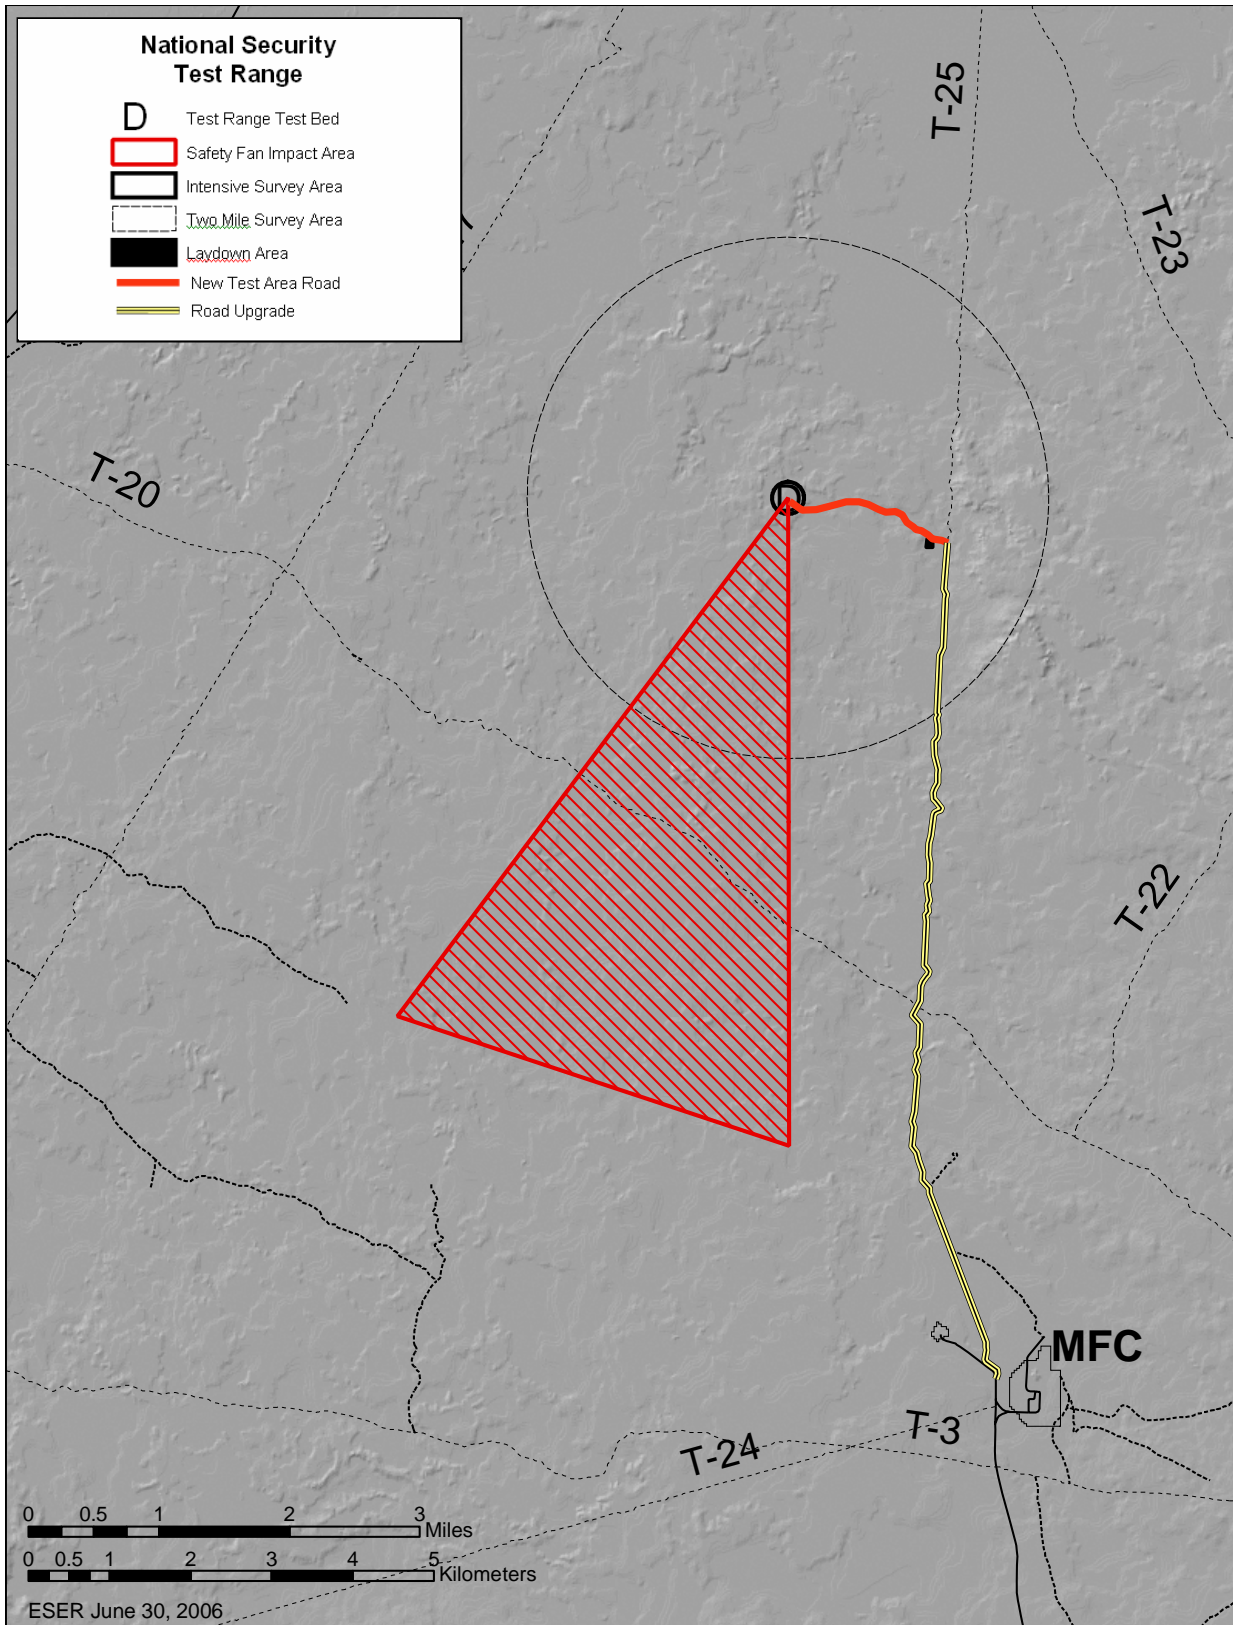 National Security
Test Range
D Test Range Test Bed
Safety Fan Impact Area
Intensive Survey Area
Two Mile Survey Area
Laydown Area
New Test Area Road
Road Upgrade
T-25
T-23
T-20
D
T-22
MFC
T-3
T-24
0 0.5 1 2 3 Miles
0 0.5 1 2 3 4 5 Kilometers
ESER June 30, 2006